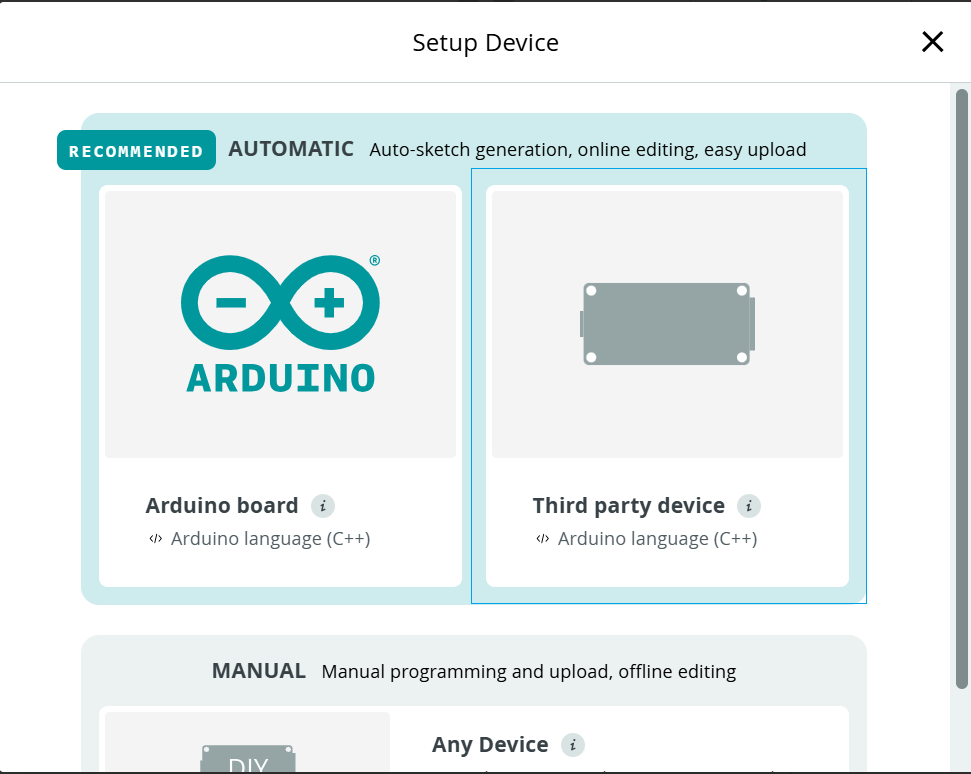 Setup Device
RECOMMENDED AUTOMATIC Auto-sketch generation, online editing, easy upload
®
ARDUINO
Arduino board i
</> Arduino language (C++)
Third party device i
</> Arduino language (C++)
MANUAL Manual programming and upload, offline editing
DIY
Any Device i